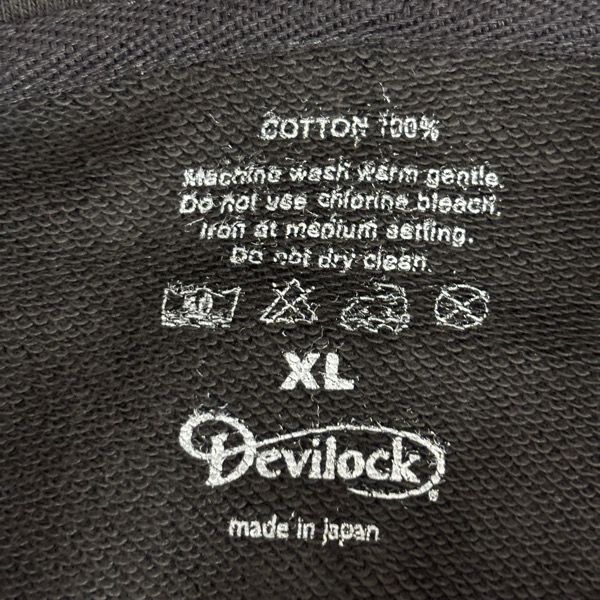 COTTON 100%
Machine wash warm gentle.
Do not use chlorine bleach.
Iron at medium setting.
Do not dry clean.
40
XL
Devilock
made in japan